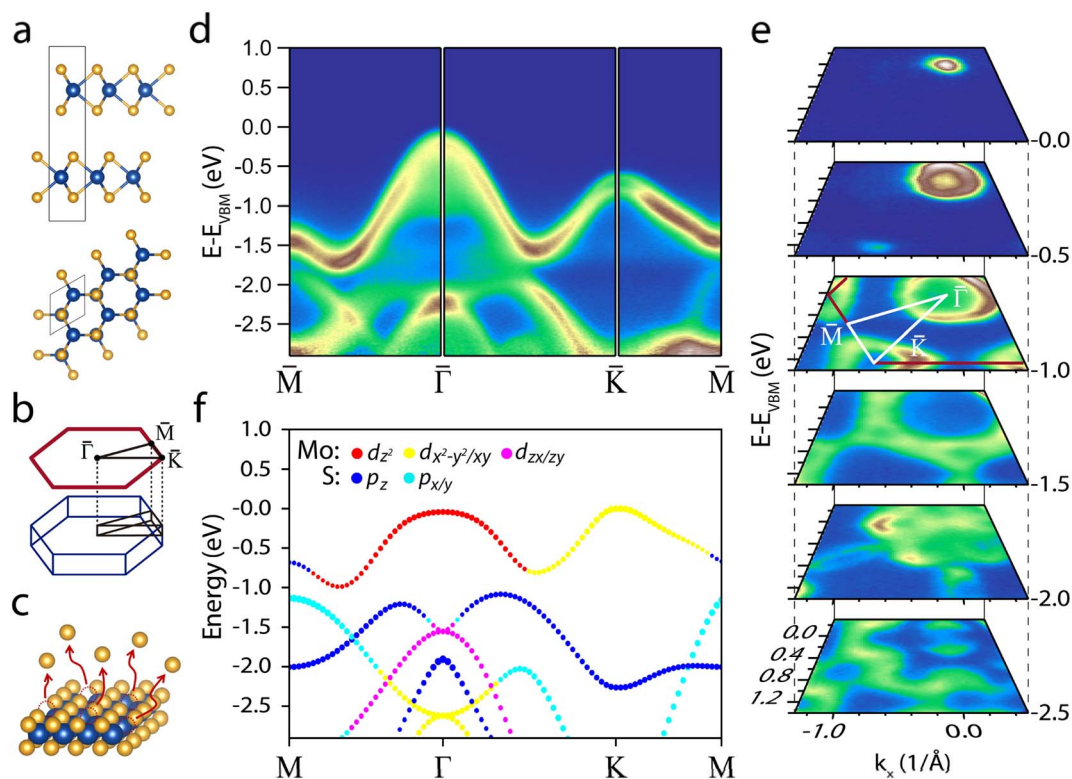 a
b
Γ̄
M̄
K̄
c
d
E-E_VBM (eV)
1.0
0.5
0.0
-0.5
-1.0
-1.5
-2.0
-2.5
M̄
Γ̄
K̄
M̄
f
Energy (eV)
1.0
0.5
-0.0
-0.5
-1.0
-1.5
-2.0
-2.5
Mo: d_z² d_x²-y²/xy d_zx/zy
S: p_z p_x/y
M
Γ
K
M
e
E-E_VBM (eV)
-0.0
-0.5
Γ̄
M̄
K̄
-1.0
-1.5
-2.0
0.0
0.4
0.8
1.2
-2.5
-1.0
0.0
k_x (1/Å)